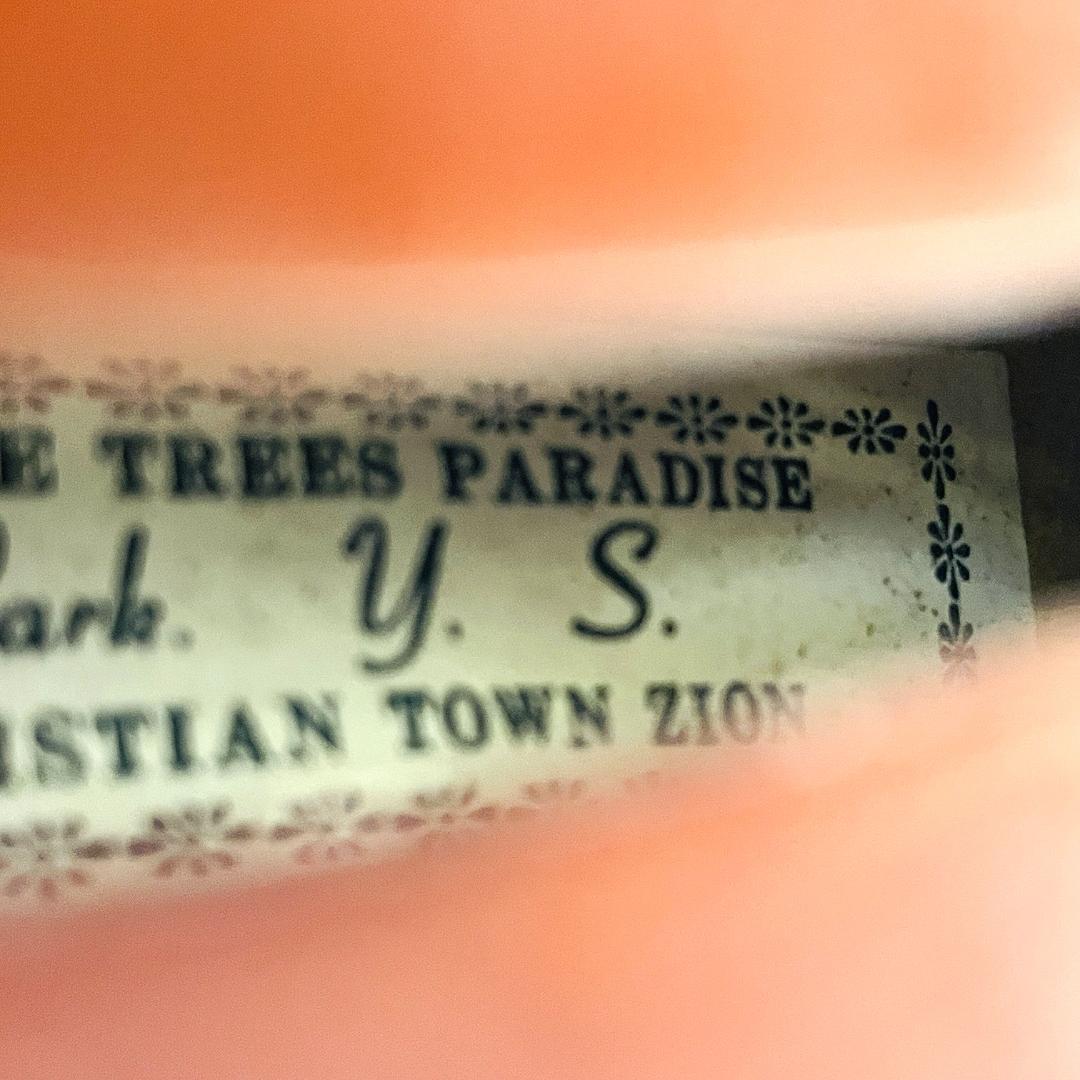 E TREES PARADISE
ark. Y. S.
ISTIAN TOWN ZION